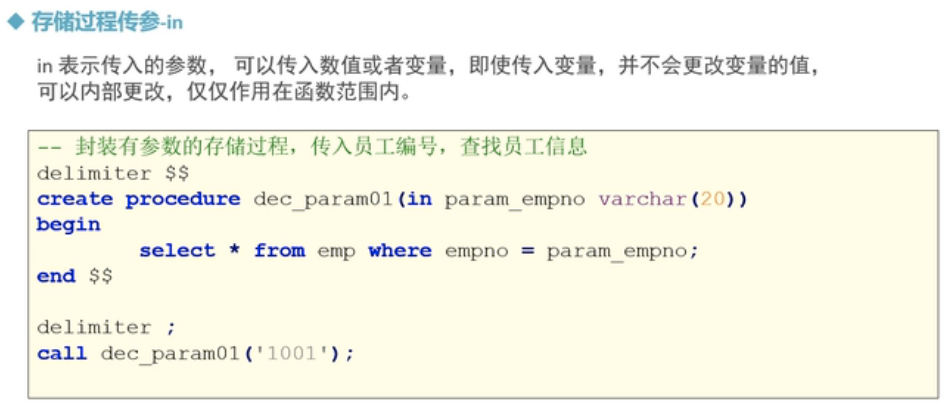 ◆ 存储过程传参-in
in 表示传入的参数， 可以传入数值或者变量，即使传入变量，并不会更改变量的值，
可以内部更改，仅仅作用在函数范围内。
-- 封装有参数的存储过程，传入员工编号，查找员工信息
delimiter $$
create procedure dec_param01(in param_empno varchar(20))
begin
        select * from emp where empno = param_empno;
end $$
delimiter ;
call dec_param01('1001');